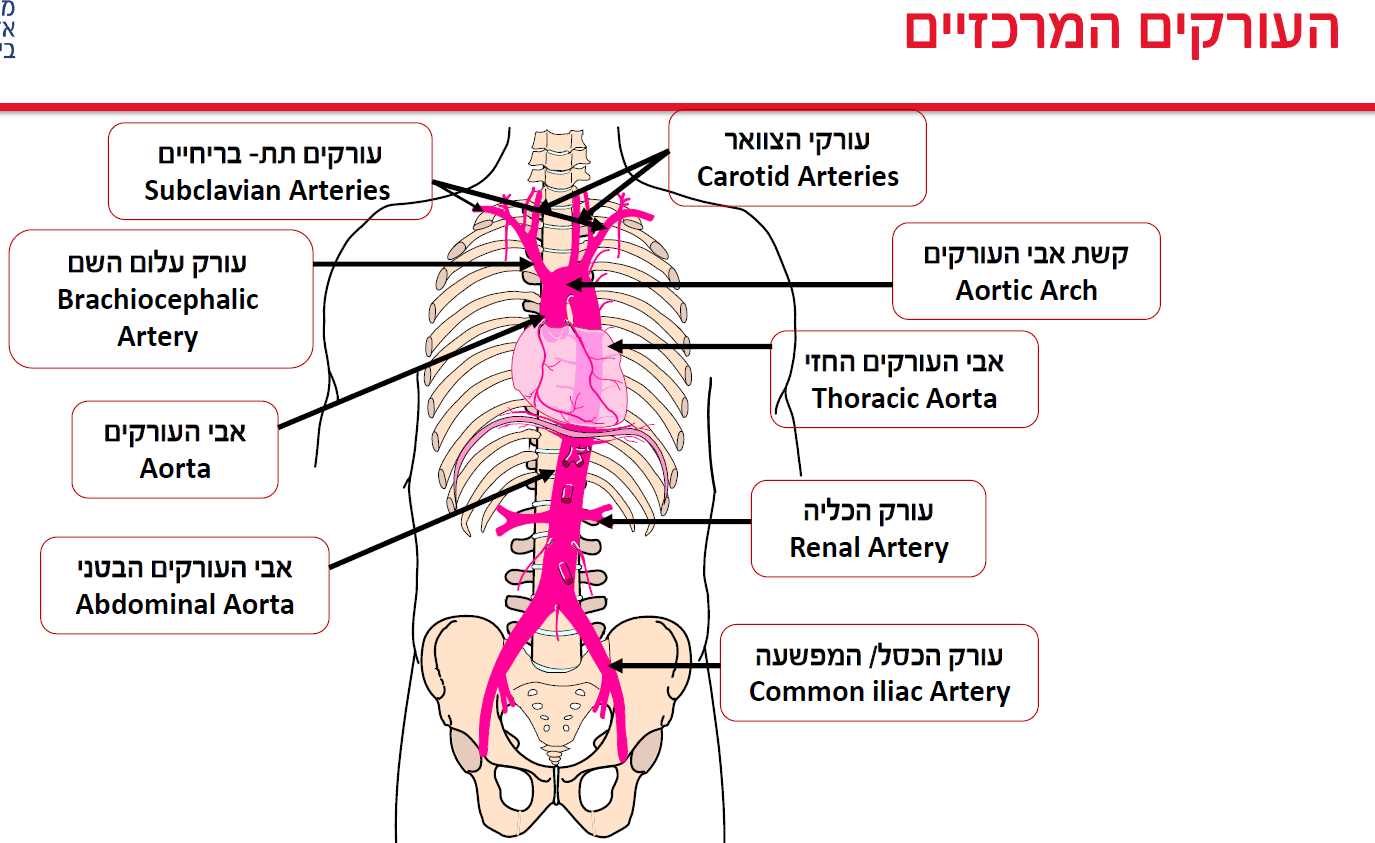 העורקים המרכזיים
עורקי הצוואר
Carotid Arteries
עורקים תת- בריחיים
Subclavian Arteries
קשת אבי העורקים
Aortic Arch
עורק עלום השם
Brachiocephalic
Artery
אבי העורקים החזי
Thoracic Aorta
אבי העורקים
Aorta
עורק הכליה
Renal Artery
אבי העורקים הבטני
Abdominal Aorta
עורק הכסל/ המפשעה
Common iliac Artery